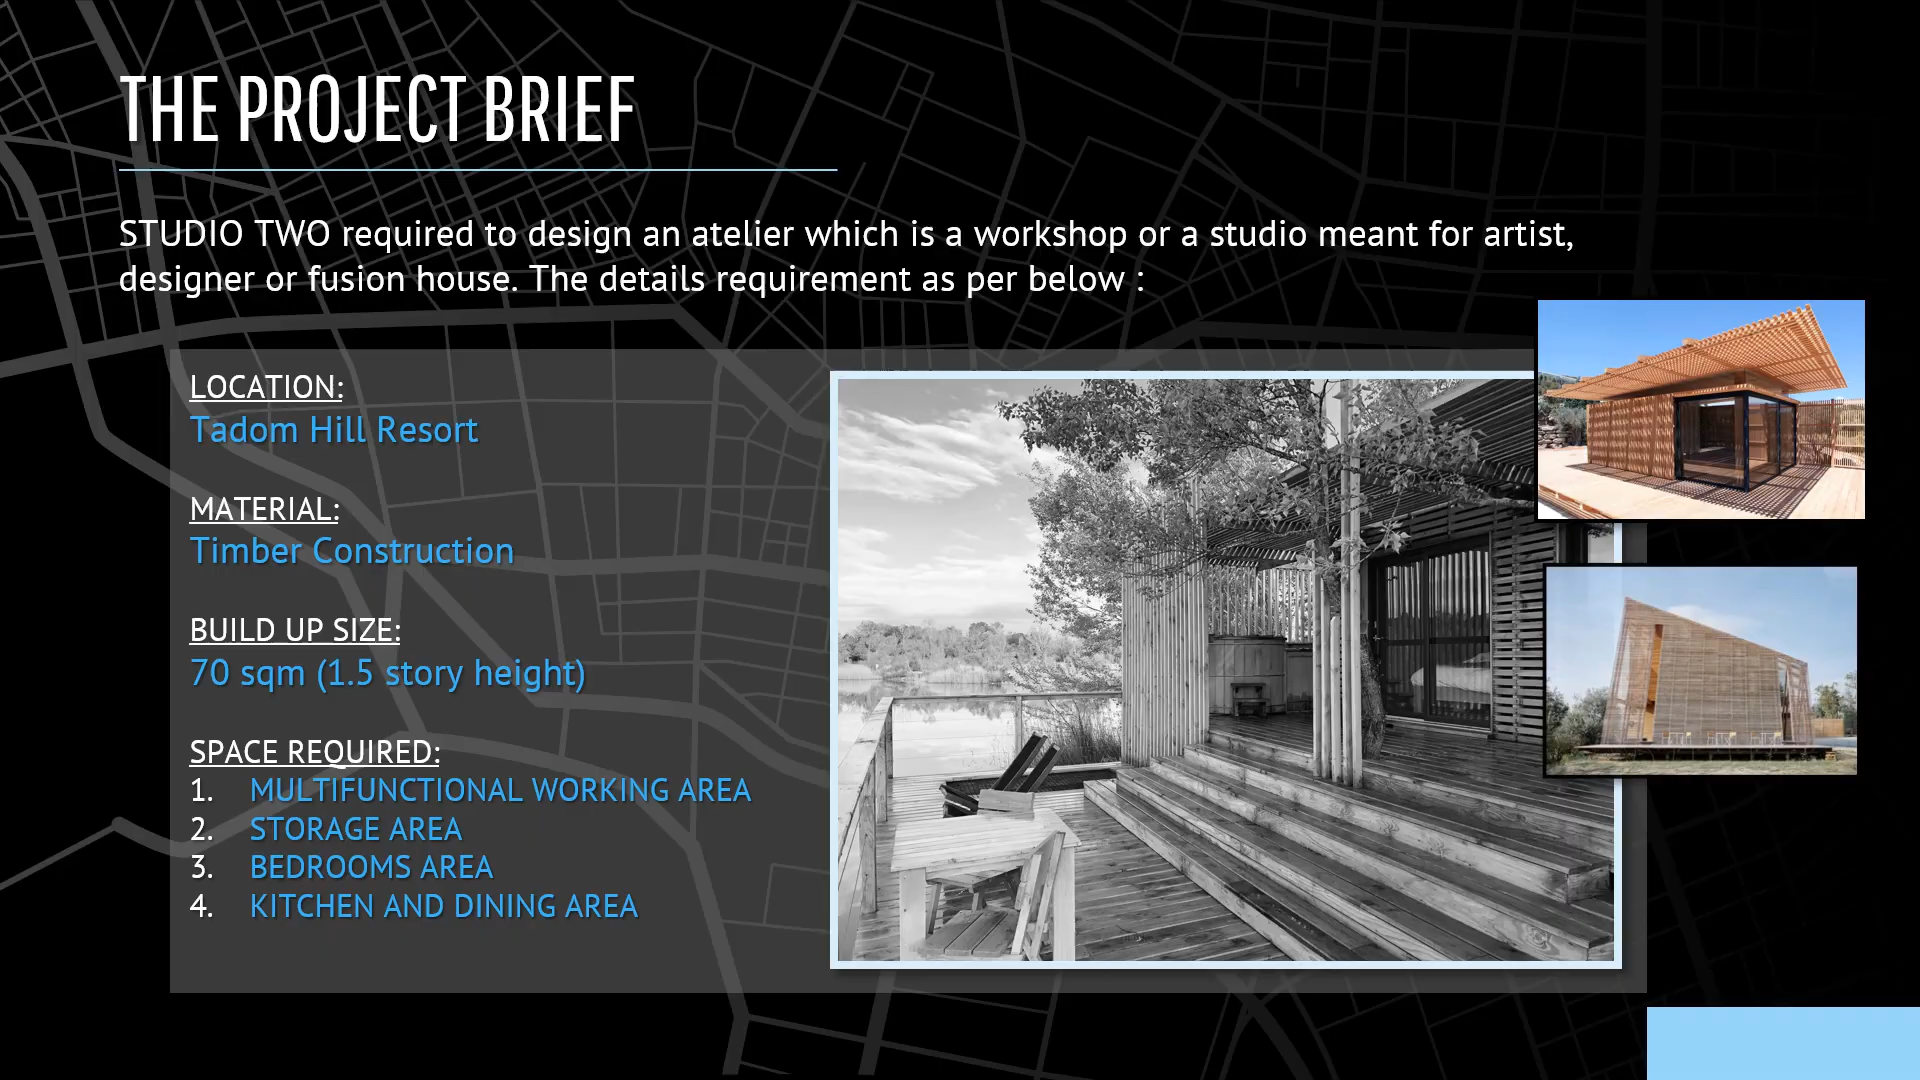 THE PROJECT BRIEF
STUDIO TWO required to design an atelier which is a workshop or a studio meant for artist,
designer or fusion house. The details requirement as per below :
LOCATION:
Tadom Hill Resort
MATERIAL:
Timber Construction
BUILD UP SIZE:
70 sqm (1.5 story height)
SPACE REQUIRED:
1. MULTIFUNCTIONAL WORKING AREA
2. STORAGE AREA
3. BEDROOMS AREA
4. KITCHEN AND DINING AREA